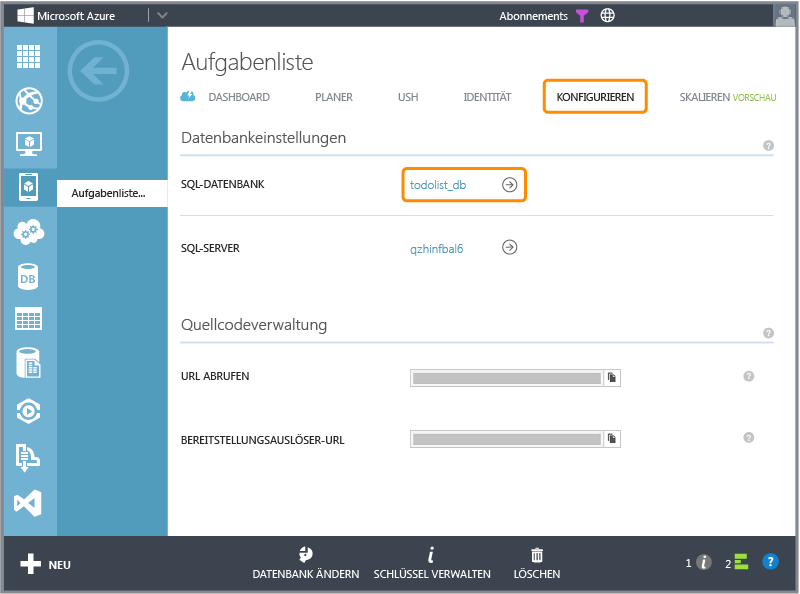 Microsoft Azure
Abonnements
Aufgabenliste
DASHBOARD PLANER USH IDENTITÄT KONFIGURIEREN SKALIEREN VORSCHAU
Datenbankeinstellungen
?
SQL-DATENBANK todolist_db
Aufgabenliste...
SQL-SERVER qzhinfbal6
DB
Quellcodeverwaltung
?
URL ABRUFEN ?
BEREITSTELLUNGSAUSLÖSER-URL ?
NEU
DATENBANK ÄNDERN SCHLÜSSEL VERWALTEN LÖSCHEN
1 i 2 ?